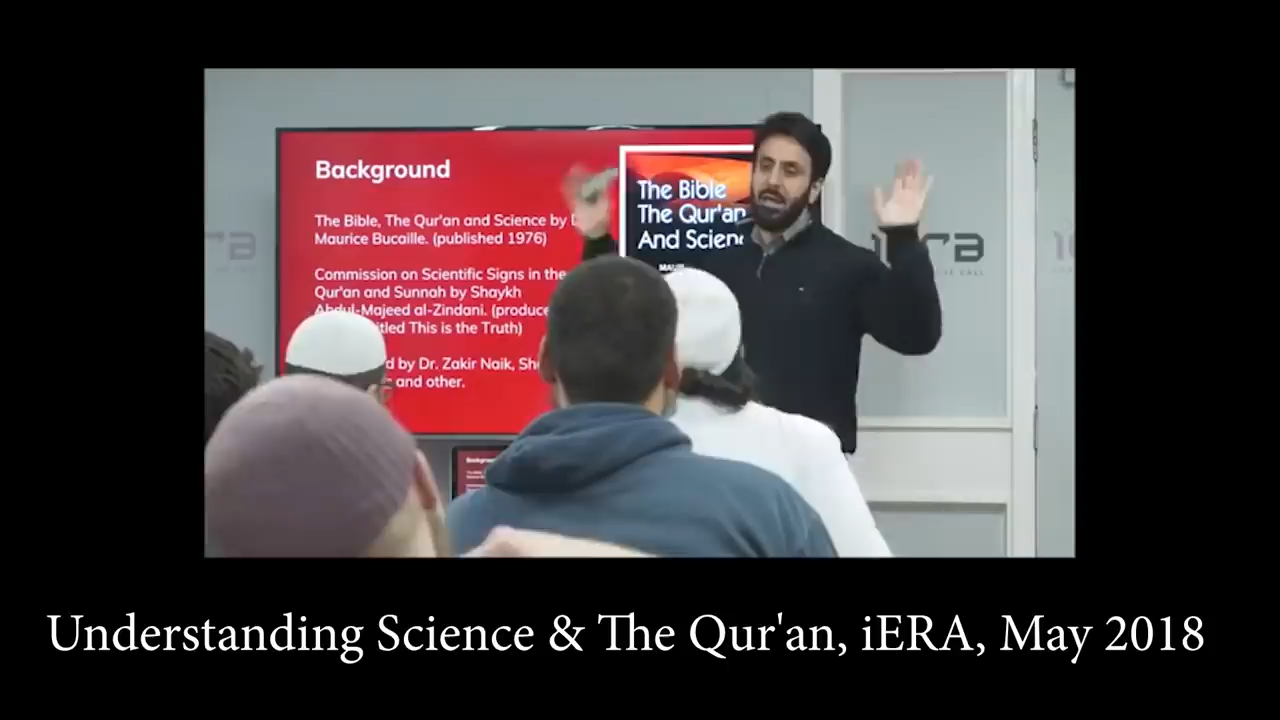 Background
The Bible, The Qur'an and Science by
Maurice Bucaille. (published 1976)
Commission on Scientific Signs in the
Qur'an and Sunnah by Shaykh
Abdul-Majeed al-Zindani.
This is the Truth)
by Dr. Zakir Naik,
and other.
The Bible
The Qur'an
And
Understanding Science & The Qur'an, iERA, May 2018